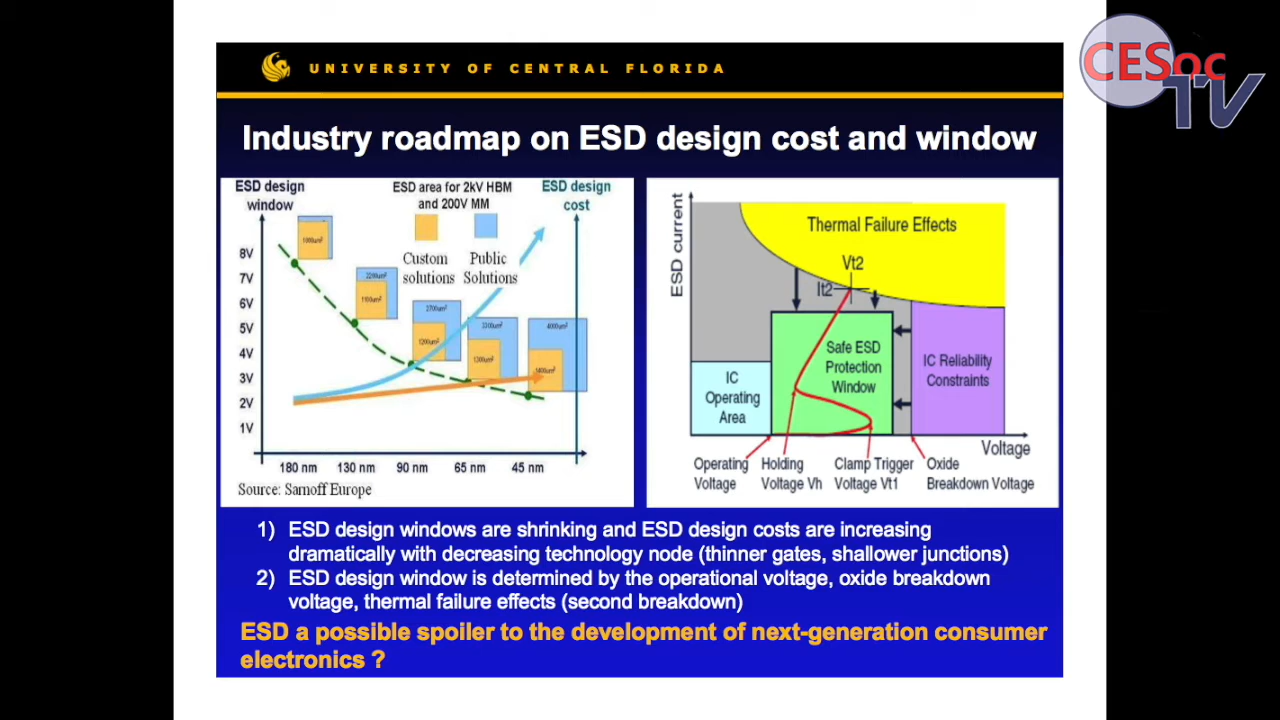 CESoc
TV
UNIVERSITY OF CENTRAL FLORIDA
Industry roadmap on ESD design cost and window
ESD design
window
ESD area for 2kV HBM
and 200V MM
ESD design
cost
Custom
solutions
Public
Solutions
8V
7V
6V
5V
4V
3V
2V
1V
2200um²
1100um²
2700um²
1200um²
3300um²
1300um²
4000um²
180 nm
130 nm
90 nm
65 nm
45 nm
Source: Sarnoff Europe
ESD current
Thermal Failure Effects
Vt2
It2
Safe ESD
Protection
Window
IC
Operating
Area
IC Reliability
Constraints
Voltage
Operating
Voltage
Holding
Voltage Vh
Clamp Trigger
Voltage Vt1
Oxide
Breakdown Voltage
1) ESD design windows are shrinking and ESD design costs are increasing
dramatically with decreasing technology node (thinner gates, shallower junctions)
2) ESD design window is determined by the operational voltage, oxide breakdown
voltage, thermal failure effects (second breakdown)
ESD a possible spoiler to the development of next-generation consumer
electronics ?